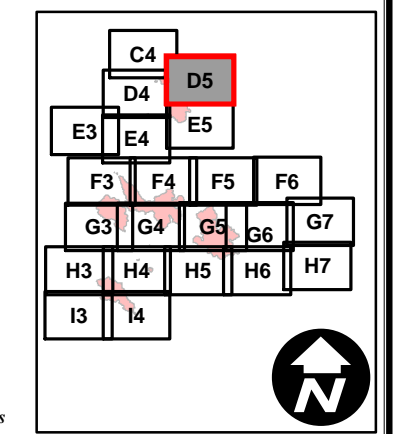 C4
D5
D4
E3 E4 E5
F3 F4 F5 F6
G3 G4 G5 G6 G7
H3 H4 H5 H6 H7
I3 I4
N
s